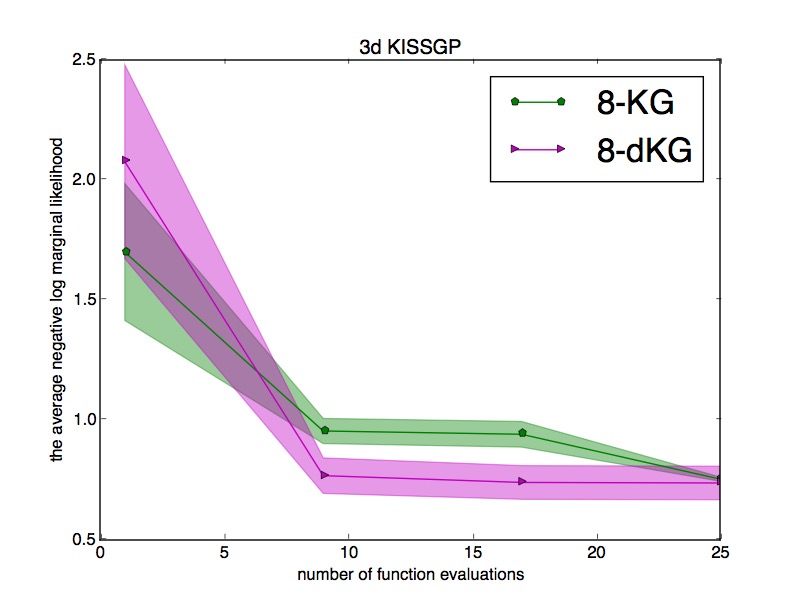 3d KISSGP
8-KG
8-dKG
the average negative log marginal likelihood
2.5
2.0
1.5
1.0
0.5
0 5 10 15 20 25
number of function evaluations